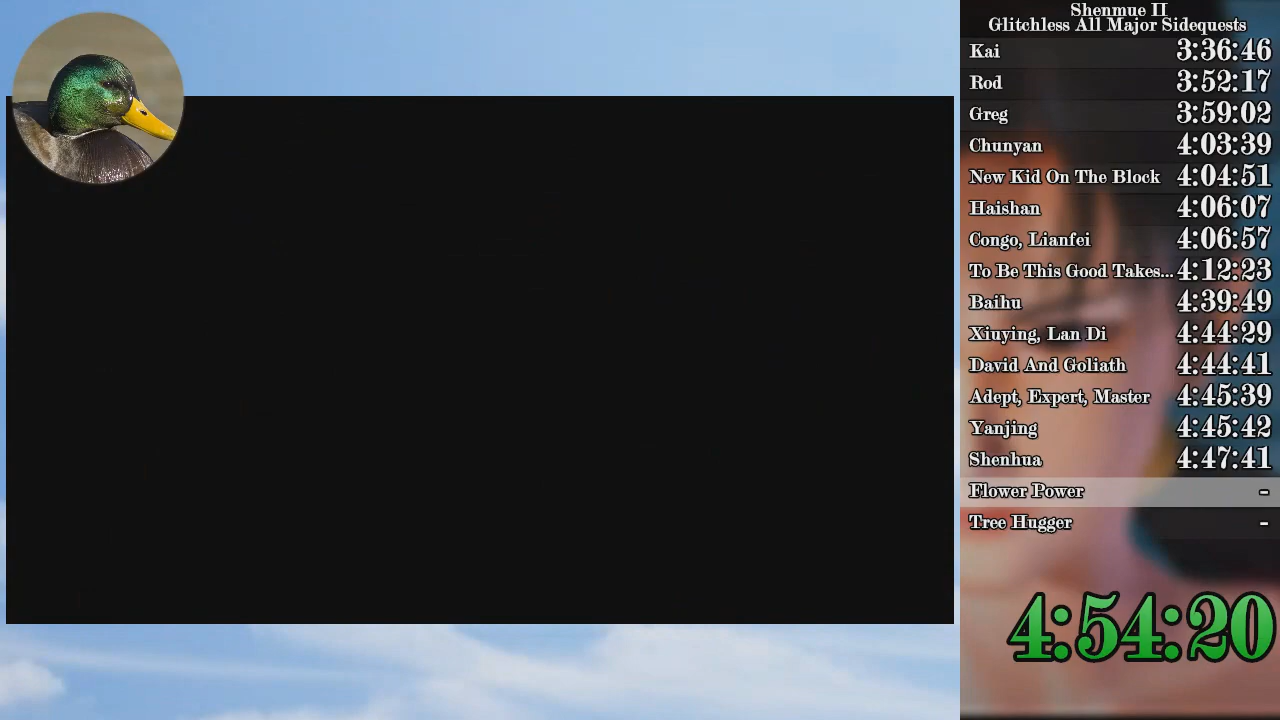 Shenmue II
Glitchless All Major Sidequests
Kai 3:36:46
Rod 3:52:17
Greg 3:59:02
Chunyan 4:03:39
New Kid On The Block 4:04:51
Haishan 4:06:07
Congo, Lianfei 4:06:57
To Be This Good Takes... 4:12:23
Baihu 4:39:49
Xiuying, Lan Di 4:44:29
David And Goliath 4:44:41
Adept, Expert, Master 4:45:39
Yanjing 4:45:42
Shenhua 4:47:41
Flower Power -
Tree Hugger -
4:54:20